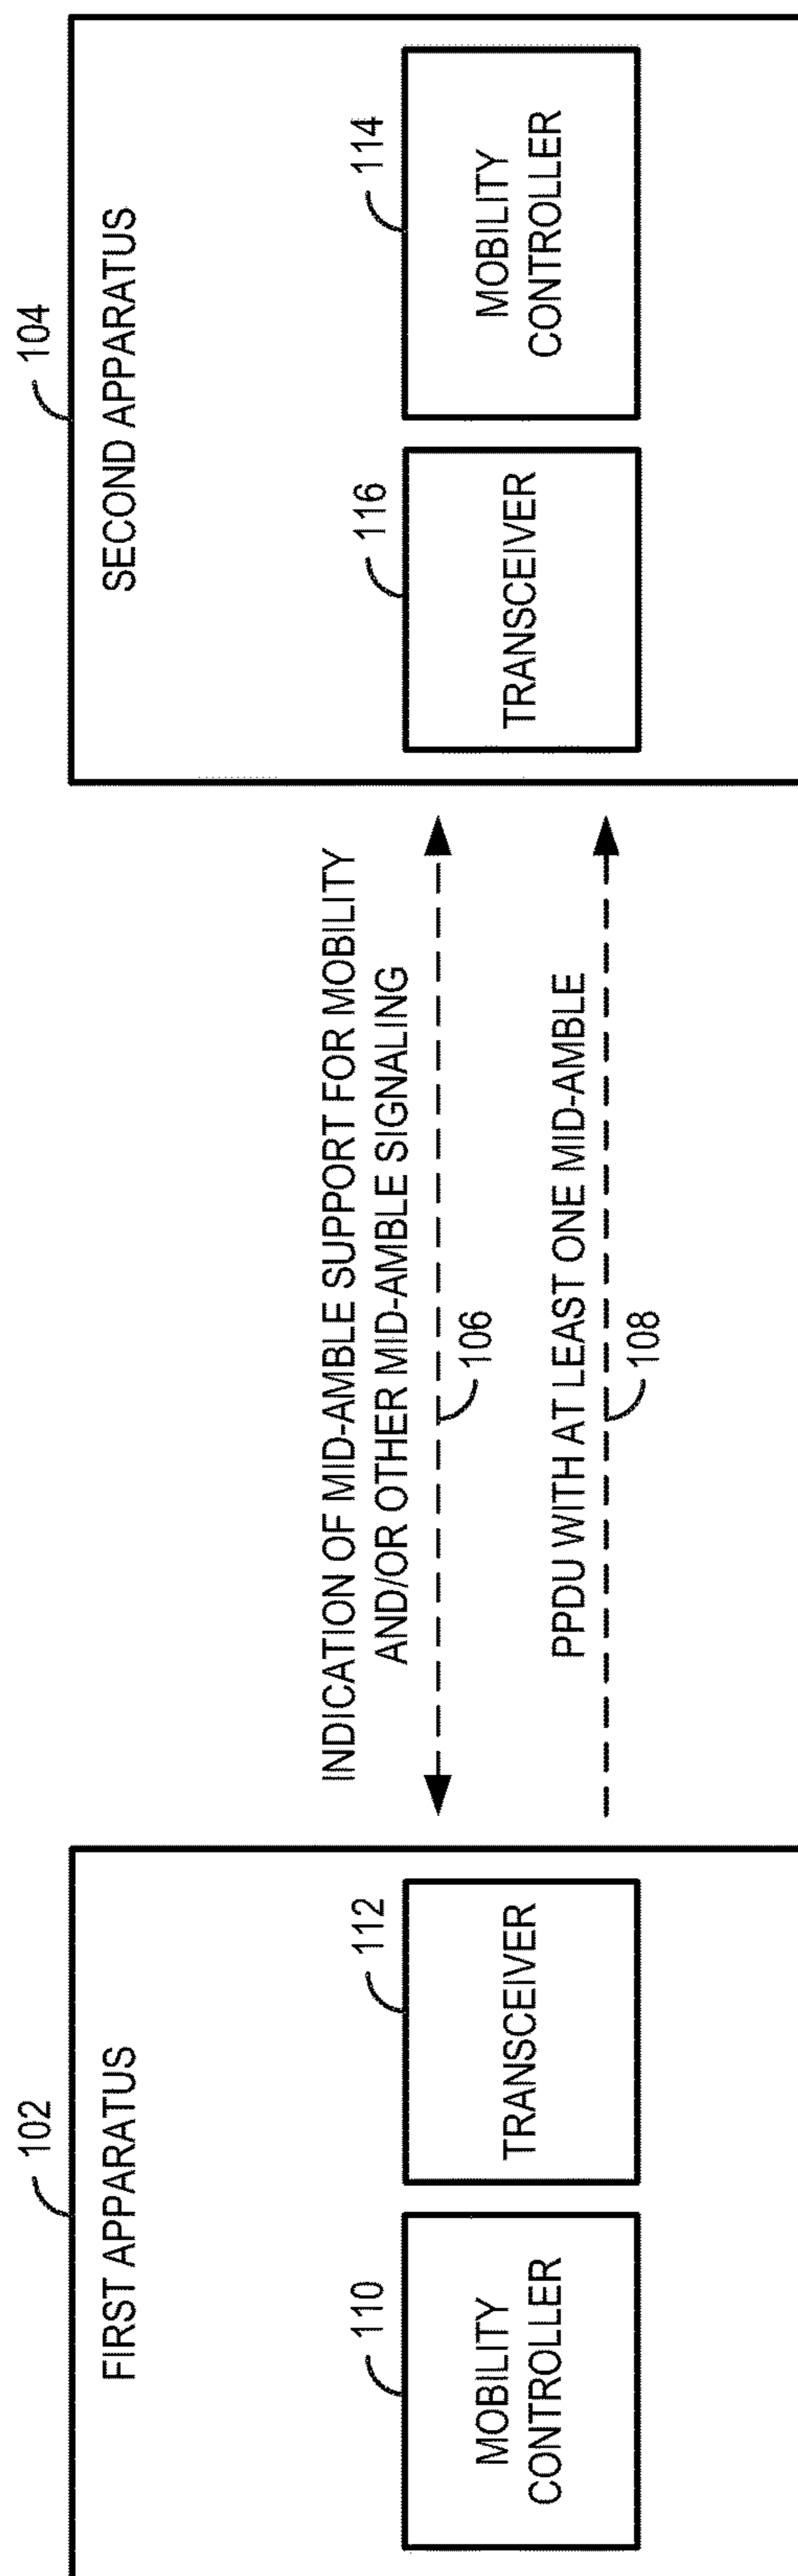 102
FIRST APPARATUS
110
MOBILITY
CONTROLLER
112
TRANSCEIVER
INDICATION OF MID-AMBLE SUPPORT FOR MOBILITY
AND/OR OTHER MID-AMBLE SIGNALING
106
PPDU WITH AT LEAST ONE MID-AMBLE
108
104
SECOND APPARATUS
116
TRANSCEIVER
114
MOBILITY
CONTROLLER